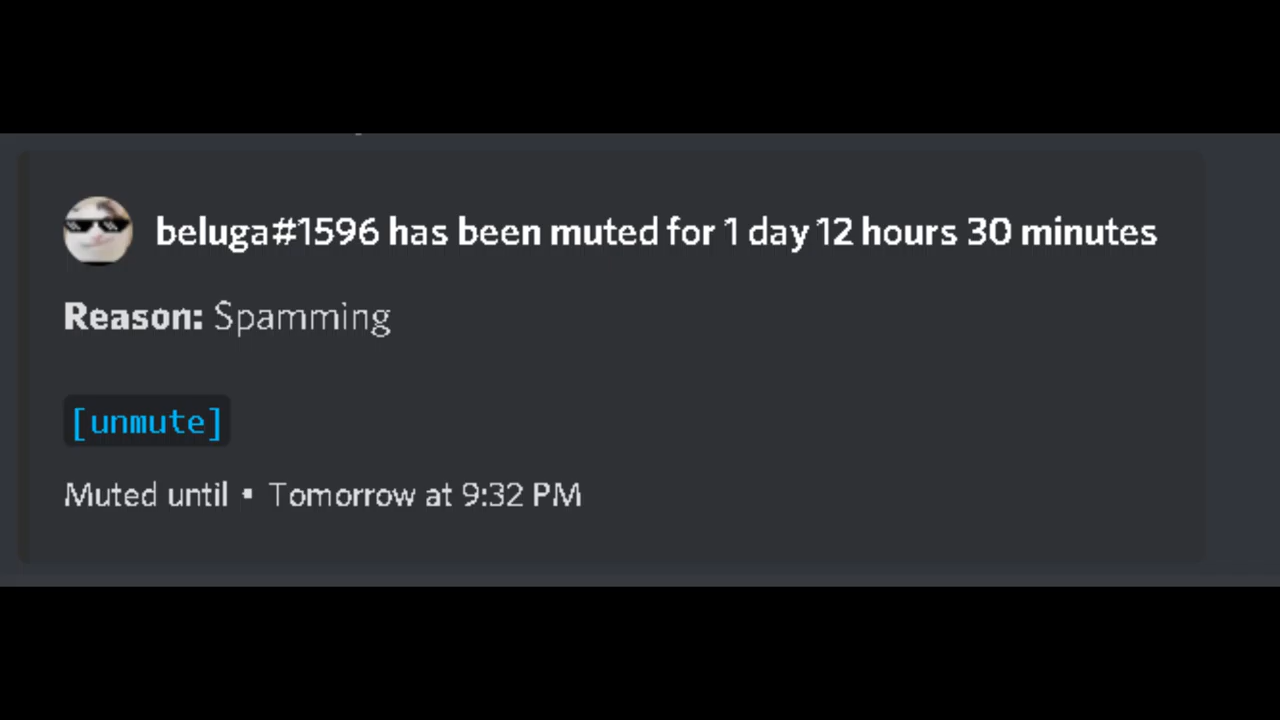 beluga#1596 has been muted for 1 day 12 hours 30 minutes
Reason: Spamming
[unmute]
Muted until • Tomorrow at 9:32 PM